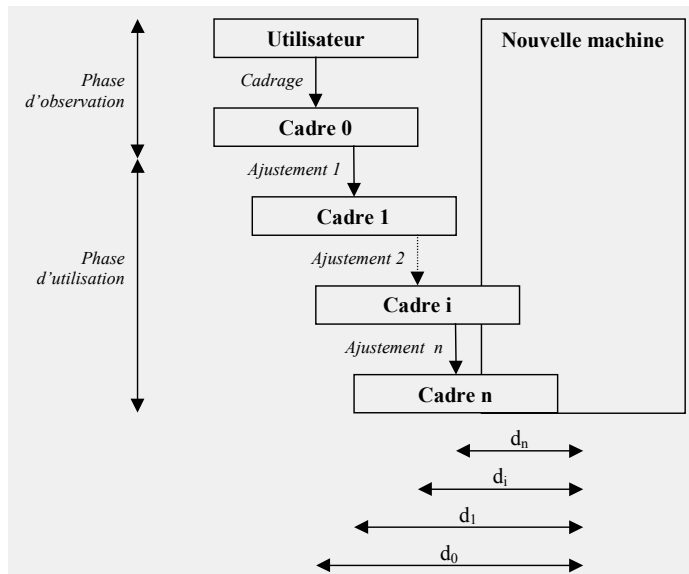 Utilisateur
Nouvelle machine
Phase
d’observation
Cadrage
Cadre 0
Ajustement 1
Cadre 1
Phase
d’utilisation
Ajustement 2
Cadre i
Ajustement n
Cadre n
dn
di
d1
d0